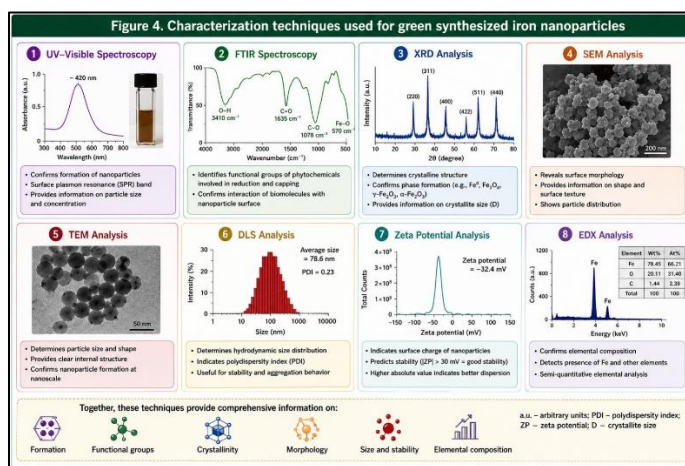 Figure 4. Characterization techniques used for green synthesized iron nanoparticles
1 UV–Visible Spectroscopy
~ 420 nm
Absorbance (a.u.)
1.0
0.5
0.0
300 400 500 600 700 800
Wavelength (nm)
• Confirms formation of nanoparticles
• Surface plasmon resonance (SPR) band
• Provides information on particle size
and concentration
2 FTIR Spectroscopy
Transmittance (%)
100
50
0
O–H
3410 cm⁻¹
C=O
1635 cm⁻¹
C–O
1078 cm⁻¹
Fe–O
570 cm⁻¹
4000 3000 2000 1000 500
Wavenumber (cm⁻¹)
• Identifies functional groups of phytochemicals
involved in reduction and capping
• Confirms interaction of biomolecules with
nanoparticle surface
3 XRD Analysis
Intensity (a.u.)
(220)
(311)
(400)
(422)
(511)
(440)
10 20 30 40 50 60 70 80
2θ (degree)
• Determines crystalline structure
• Confirms phase formation (e.g., Fe⁰, Fe₃O₄,
γ-Fe₂O₃, α-Fe₂O₃)
• Provides information on crystallite size (D)
4 SEM Analysis
200 nm
• Reveals surface morphology
• Provides information on shape and
surface texture
• Shows particle distribution
5 TEM Analysis
50 nm
• Determines particle size and shape
• Provides clear internal structure
• Confirms nanoparticle formation at
nanoscale
6 DLS Analysis
Intensity (%)
30
20
10
0
Average size
= 78.6 nm
PDI = 0.23
1 10 100 1000 10000
Size (nm)
• Determines hydrodynamic size distribution
• Indicates polydispersity index (PDI)
• Useful for stability and aggregation behavior
7 Zeta Potential Analysis
Total Counts
Zeta potential
= −32.4 mV
−150 −100 −50 0 50 100 150
Zeta potential (mV)
• Indicates surface charge of nanoparticles
• Predicts stability (|ZP| > 30 mV = good stability)
• Higher absolute value indicates better dispersion
8 EDX Analysis
Counts (a.u.)
Fe
Fe
Element Wt% At%
Fe 78.45
O 20.11
C 1.44
Total 100 100
0 2 4 6 8 10
Energy (keV)
• Confirms elemental composition
• Detects presence of Fe and other elements
• Semi-quantitative elemental analysis
Together, these techniques provide comprehensive information on:
Formation
Functional groups
Crystallinity
Morphology
Size and stability
Elemental composition
a.u. – arbitrary units; PDI – polydispersity index;
ZP – zeta potential; D – crystallite size